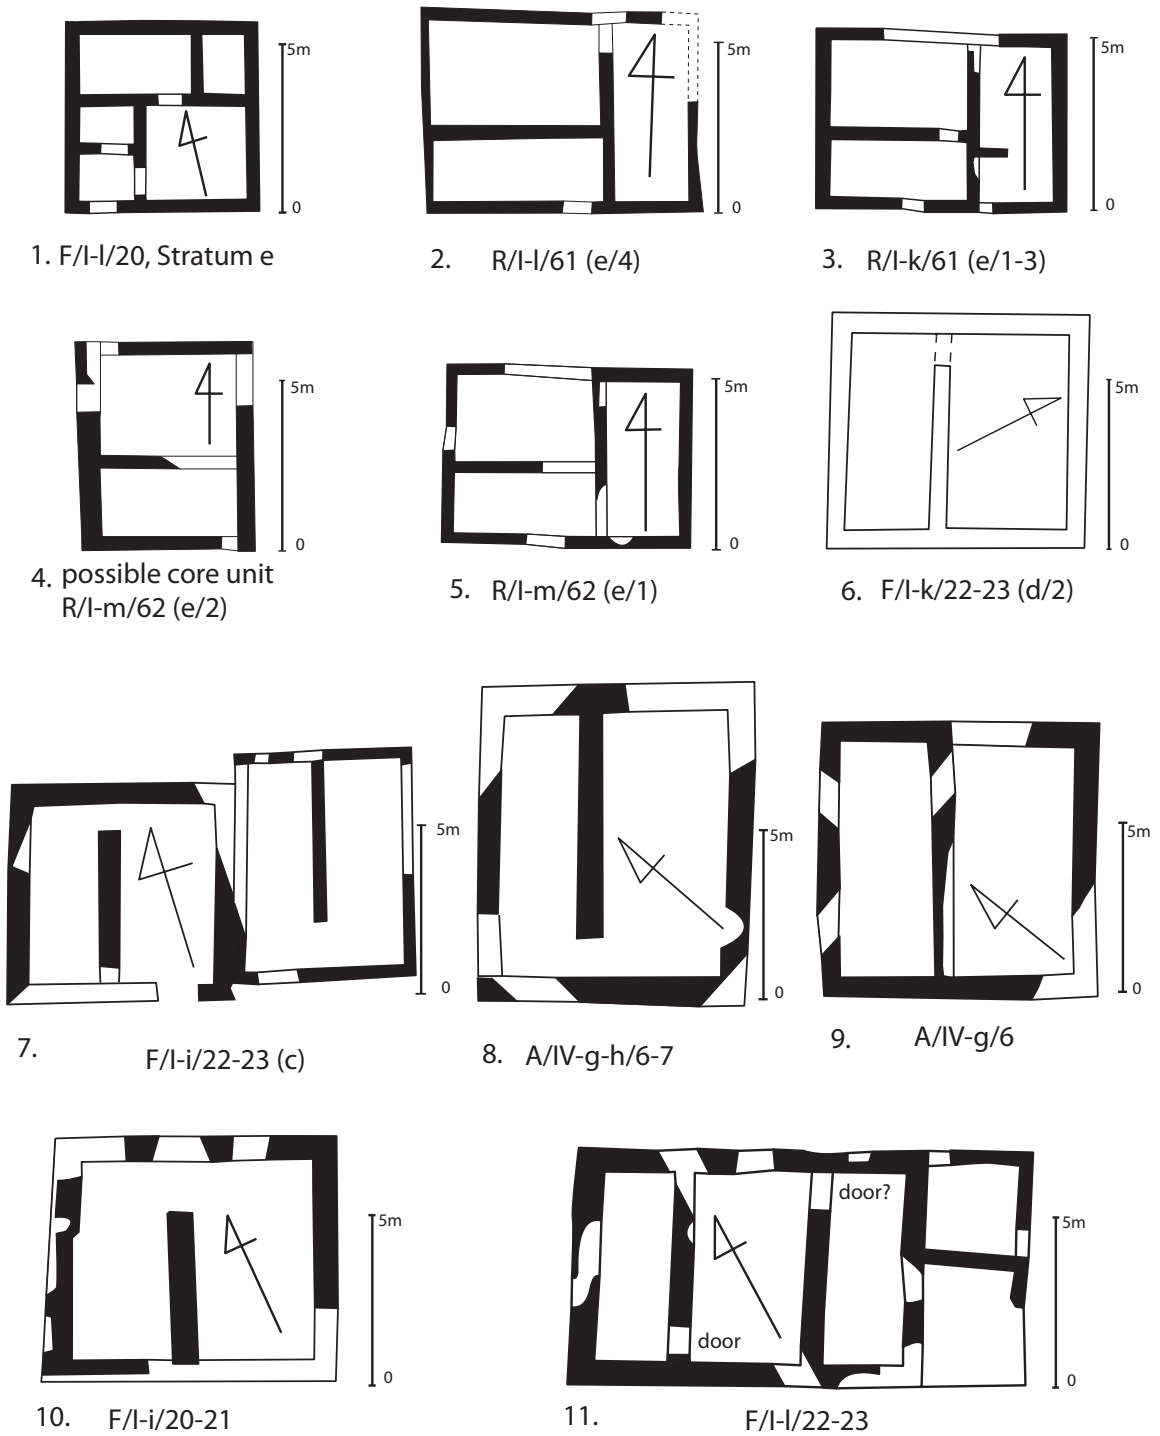 5m
0
1. F/I-l/20, Stratum e
5m
0
2. R/I-l/61 (e/4)
5m
0
3. R/I-k/61 (e/1-3)
5m
0
4. possible core unit
R/I-m/62 (e/2)
5m
0
5. R/I-m/62 (e/1)
5m
0
6. F/I-k/22-23 (d/2)
5m
0
7. F/I-i/22-23 (c)
5m
0
8. A/IV-g-h/6-7
5m
0
9. A/IV-g/6
5m
0
10. F/I-i/20-21
door?
door
5m
0
11. F/I-l/22-23